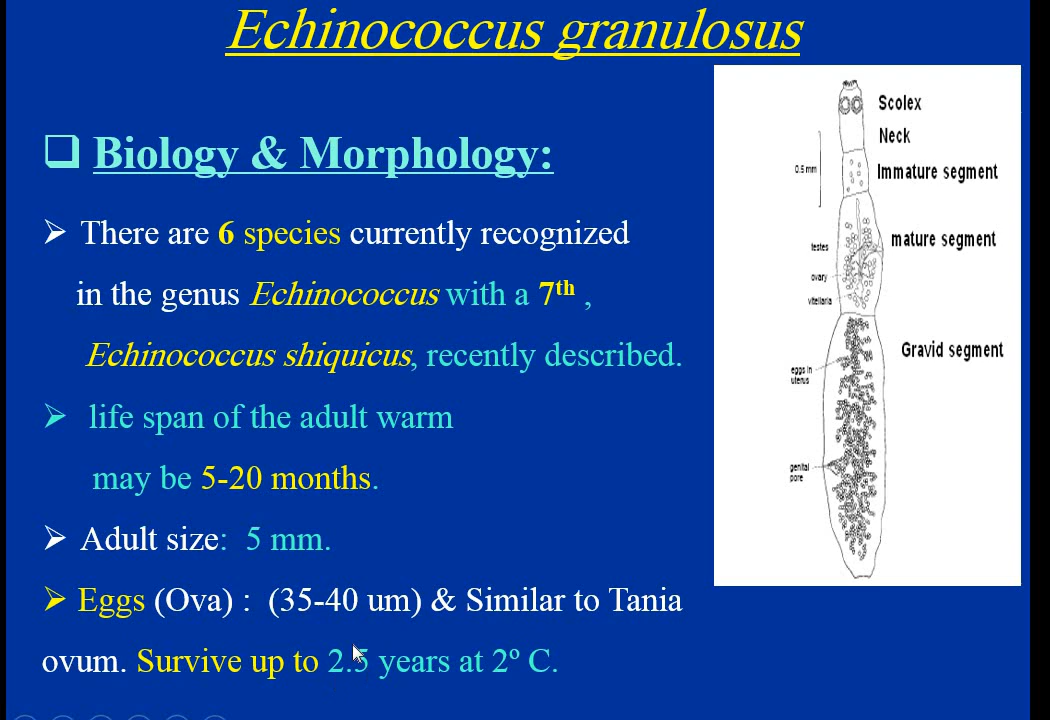 Echinococcus granulosus
❑ Biology & Morphology:
➢ There are 6 species currently recognized
in the genus Echinococcus with a 7th ,
Echinococcus shiquicus, recently described.
➢ life span of the adult warm
may be 5-20 months.
➢ Adult size: 5 mm.
➢ Eggs (Ova) : (35-40 um) & Similar to Tania
ovum. Survive up to 2.5 years at 2º C.
Scolex
Neck
0.5 mm
Immature segment
mature segment
testes
ovary
vitellaria
Gravid segment
eggs in
uterus
genital
pore